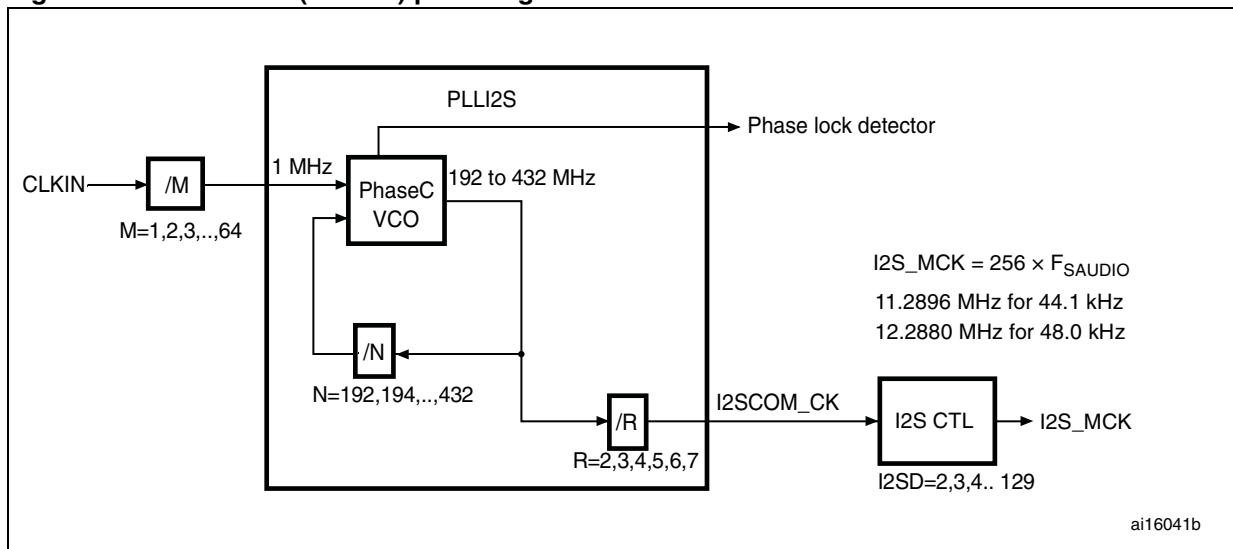 PLLI2S
Phase lock detector
1 MHz
192 to 432 MHz
CLKIN
/M
PhaseC
VCO
M=1,2,3,..,64
I2S_MCK = 256 × FSAUDIO
11.2896 MHz for 44.1 kHz
12.2880 MHz for 48.0 kHz
/N
N=192,194,..,432
I2SCOM_CK
/R
I2S CTL
I2S_MCK
R=2,3,4,5,6,7
I2SD=2,3,4.. 129
ai16041b